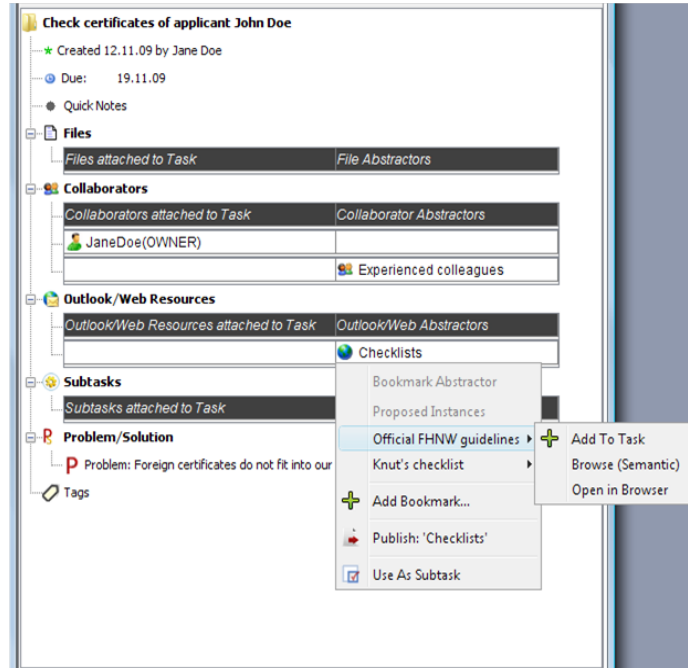 Check certificates of applicant John Doe
Created 12.11.09 by Jane Doe
Due: 19.11.09
Quick Notes
Files
Files attached to Task File Abstractors
Collaborators
Collaborators attached to Task Collaborator Abstractors
JaneDoe(OWNER)
Experienced colleagues
Outlook/Web Resources
Outlook/Web Resources attached to Task Outlook/Web Abstractors
Checklists
Subtasks
Subtasks attached to Task
Problem/Solution
Problem: Foreign certificates do not fit into our
Tags
Bookmark Abstractor
Proposed Instances
Official FHNW guidelines
Knut's checklist
Add Bookmark...
Publish: 'Checklists'
Use As Subtask
Add To Task
Browse (Semantic)
Open in Browser